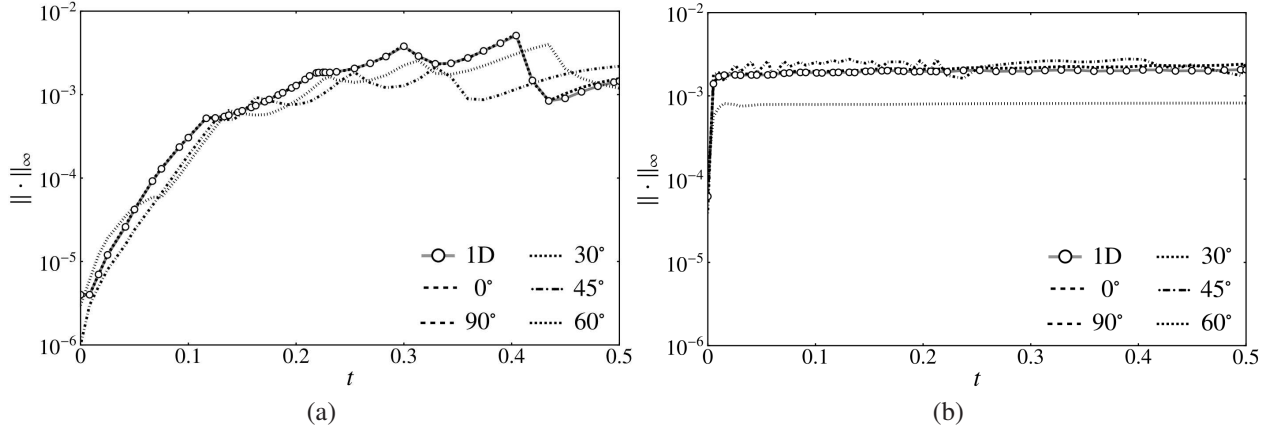 10⁻² 10⁻²
10⁻³ 10⁻³
|| · ||∞ 10⁻⁴ || · ||∞ 10⁻⁴
1D 30° 1D 30°
10⁻⁵ 10⁻⁵
0° 45° 0° 45°
90° 60° 90° 60°
10⁻⁶ 10⁻⁶
0 0.1 0.2 0.3 0.4 0.5 0 0.1 0.2 0.3 0.4 0.5
t t
(a) (b)